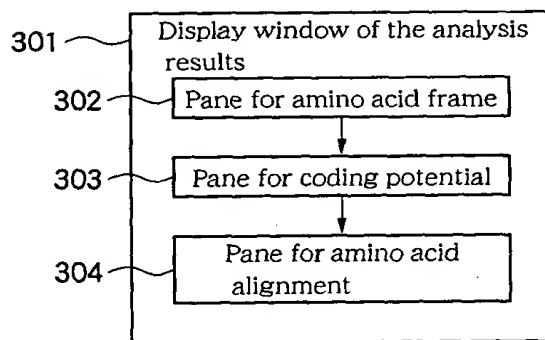 301
Display window of the analysis
results
302
Pane for amino acid frame
303
Pane for coding potential
304
Pane for amino acid
alignment